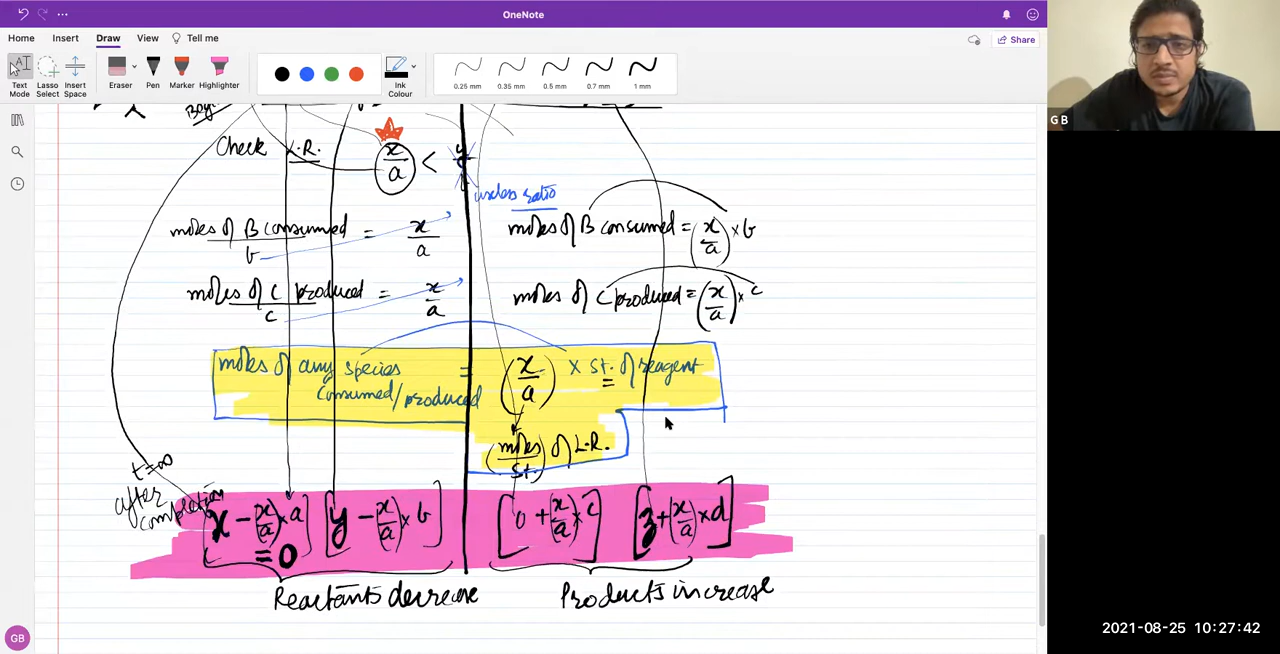 OneNote
Home Insert Draw View Tell me
Share
Text Mode
Lasso Select
Insert Space
Eraser
Pen
Marker
Highlighter
Ink Colour
0.25 mm
0.35 mm
0.5 mm
0.7 mm
1 mm
G B
Check L.R. x/a <
useless ratio
moles of B consumed / b = x/a
moles of B consumed = (x/a) × b
moles of C produced / c = x/a
moles of C produced = (x/a) × c
moles of any species consumed/produced = (x/a) × St. of reagent
(moles/St.) of L.R.
t=∞
after completion
[x - (x/a) × a] = 0 [y - (x/a) × b] [0 + (x/a) × c] [z + (x/a) × d]
Reactants decrease Products increase
GB
2021-08-25 10:27:42